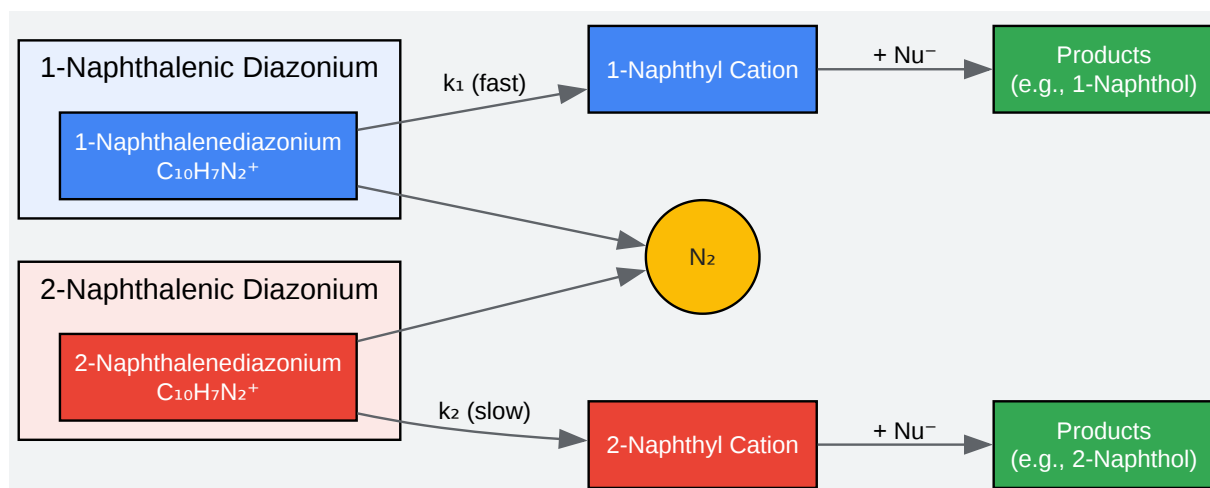 1-Naphthalenic Diazonium
1-Naphthalenediazonium
C₁₀H₇N₂⁺
k₁ (fast)
1-Naphthyl Cation
+ Nu⁻
Products
(e.g., 1-Naphthol)
N₂
2-Naphthalenic Diazonium
2-Naphthalenediazonium
C₁₀H₇N₂⁺
k₂ (slow)
2-Naphthyl Cation
+ Nu⁻
Products
(e.g., 2-Naphthol)